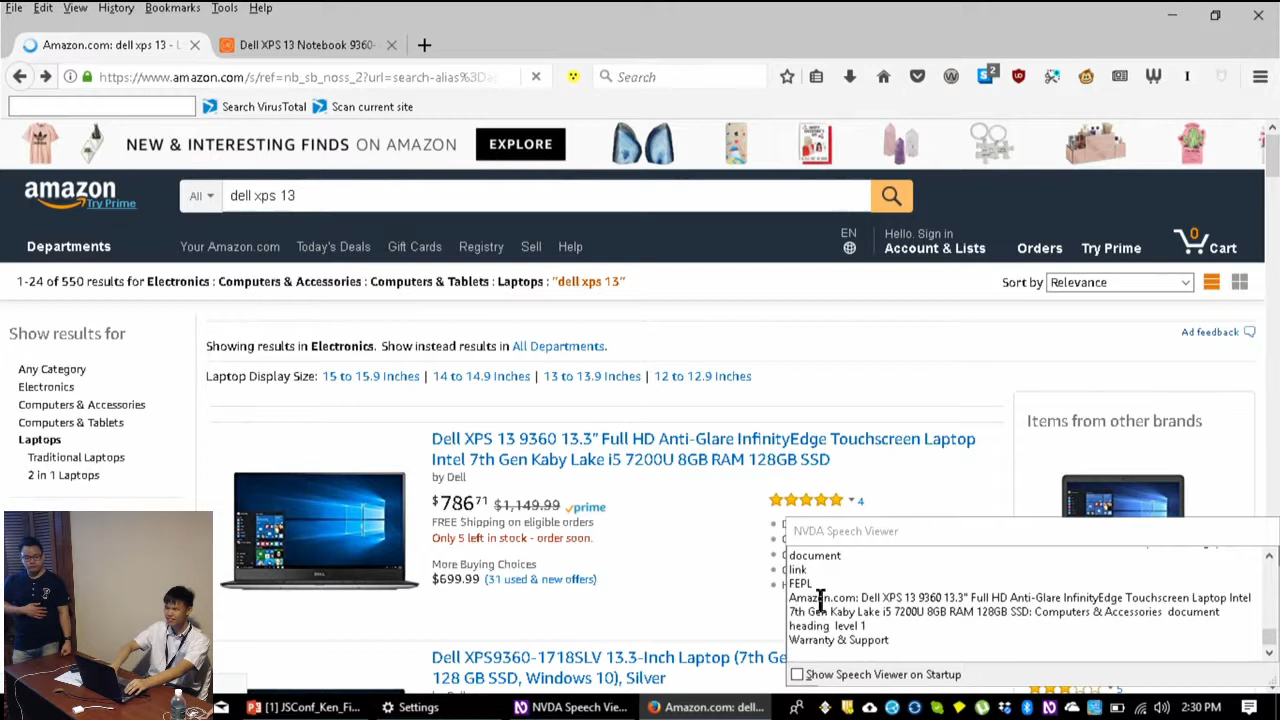 File Edit View History Bookmarks Tools Help
Amazon.com: dell xps 13 - L
Dell XPS 13 Notebook 9360-
https://www.amazon.com/s/ref=nb_sb_noss_2?url=search-alias%3Da
Search
2
Search VirusTotal Scan current site
NEW & INTERESTING FINDS ON AMAZON EXPLORE
amazon
Try Prime
All dell xps 13
Departments
Your Amazon.com Today's Deals Gift Cards Registry Sell Help
EN
Hello. Sign in
Account & Lists
Orders Try Prime
0
Cart
1-24 of 550 results for Electronics : Computers & Accessories : Computers & Tablets : Laptops : "dell xps 13"
Sort by Relevance
Show results for
Any Category
Electronics
Computers & Accessories
Computers & Tablets
Laptops
Traditional Laptops
2 in 1 Laptops
Ad feedback
Showing results in Electronics. Show instead results in All Departments.
Laptop Display Size: 15 to 15.9 Inches | 14 to 14.9 Inches | 13 to 13.9 Inches | 12 to 12.9 Inches
Dell XPS 13 9360 13.3" Full HD Anti-Glare InfinityEdge Touchscreen Laptop
Intel 7th Gen Kaby Lake i5 7200U 8GB RAM 128GB SSD
by Dell
$786.71 $1,149.99 prime
FREE Shipping on eligible orders
Only 5 left in stock - order soon.
More Buying Choices
$699.99 (31 used & new offers)
4
Items from other brands
Dell XPS9360-1718SLV 13.3-Inch Laptop (7th Ge
128 GB SSD, Windows 10), Silver
NVDA Speech Viewer
document
link
FEPL
Amazon.com: Dell XPS 13 9360 13.3" Full HD Anti-Glare InfinityEdge Touchscreen Laptop Intel
7th Gen Kaby Lake i5 7200U 8GB RAM 128GB SSD: Computers & Accessories document
heading level 1
Warranty & Support
Show Speech Viewer on Startup
5
[1] JSConf_Ken_Fi...
Settings
NVDA Speech Vie...
Amazon.com: dell...
2:30 PM